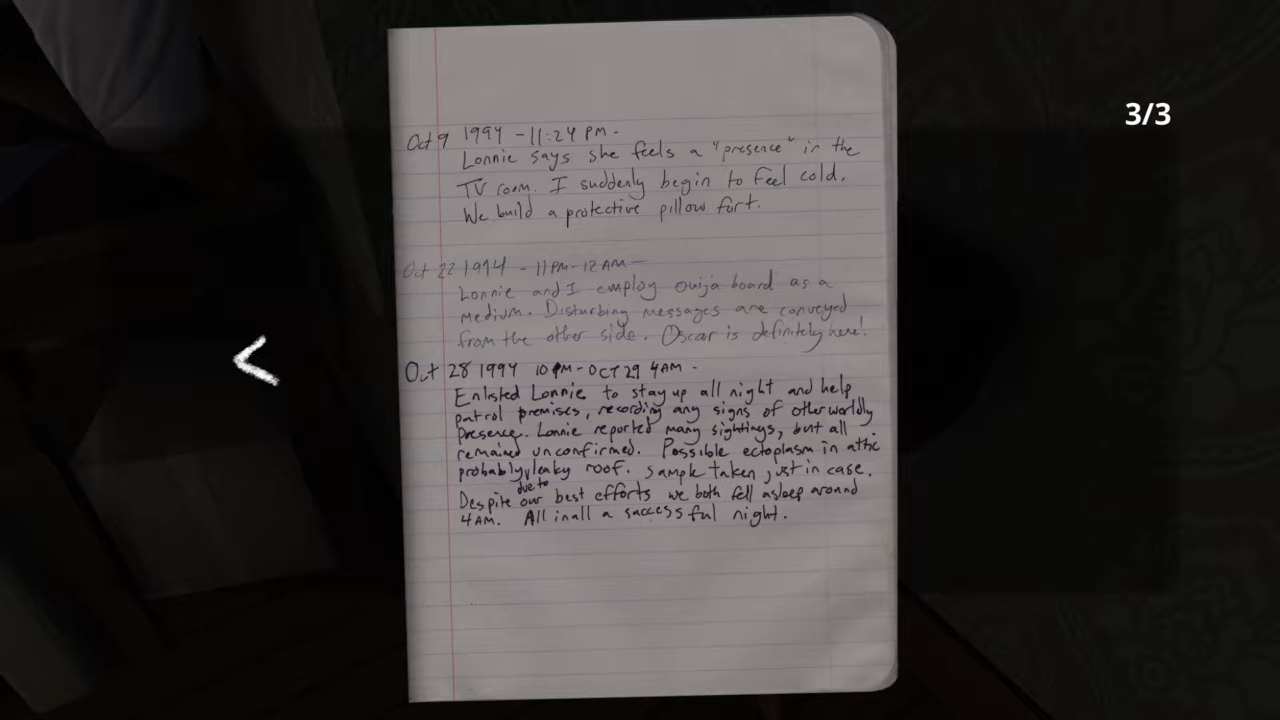 3/3
Oct 9 1994 - 11:24 PM -
Lonnie says she feels a "presence" in the
TV room. I suddenly begin to feel cold.
We build a protective pillow fort.
Oct 22 1994 - 11PM - 12AM -
Lonnie and I employ ouija board as a
medium. Disturbing messages are conveyed
from the other side. Oscar is definitely here!
Oct 28 1994 10 PM - OCT 29 4AM -
Enlisted Lonnie to stay up all night and help
patrol premises, recording any signs of otherworldly
presence. Lonnie reported many sightings, but all
remained unconfirmed. Possible ectoplasm in attic
probably leaky roof. Sample taken just in case.
due to
Despite our best efforts we both fell asleep around
4AM. All in all a successful night.